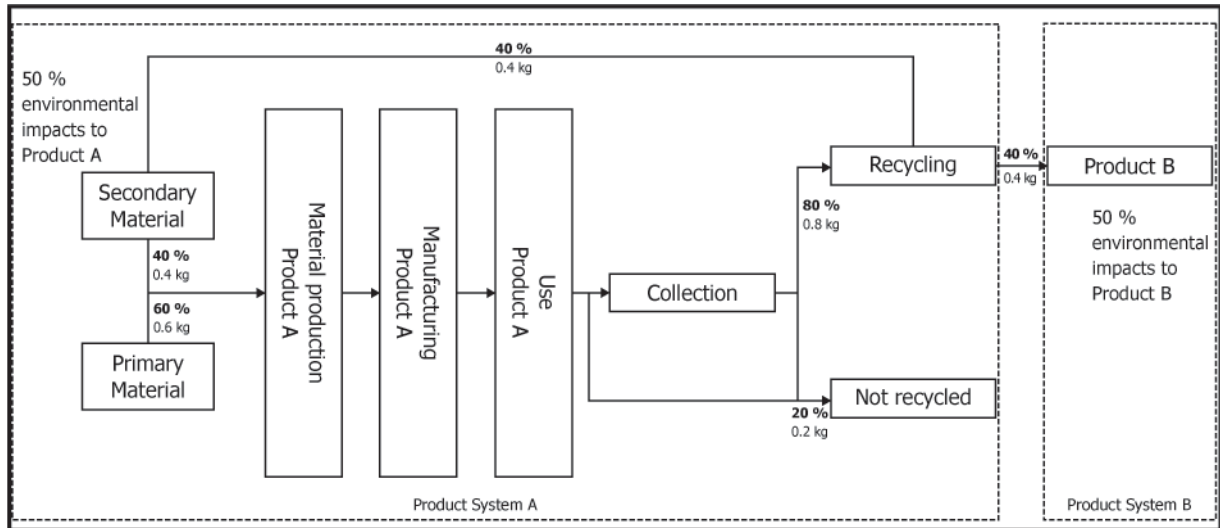 40 %
0.4 kg
50 %
environmental
impacts to
Product A
Secondary
Material
40 %
0.4 kg
60 %
0.6 kg
Primary
Material
Material production
Product A
Manufacturing
Product A
Use
Product A
Collection
80 %
0.8 kg
Recycling
20 %
0.2 kg
Not recycled
40 %
0.4 kg
Product B
50 %
environmental
impacts to
Product B
Product System A
Product System B